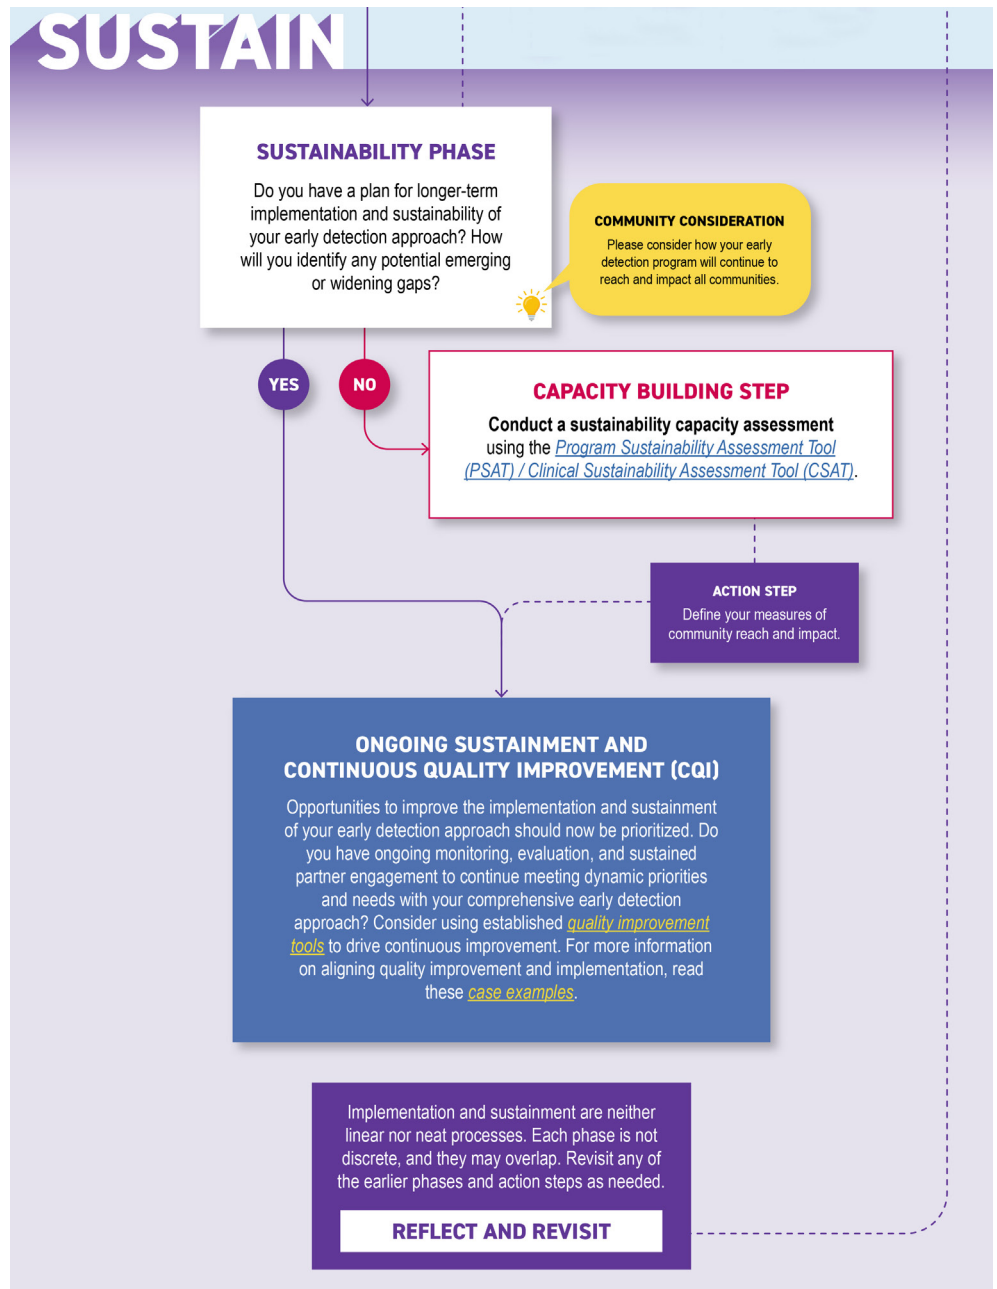 SUSTAIN
SUSTAINABILITY PHASE
Do you have a plan for longer-term
implementation and sustainability of
your early detection approach? How
will you identify any potential emerging
or widening gaps?
COMMUNITY CONSIDERATION
Please consider how your early
detection program will continue to
reach and impact all communities.
YES
NO
CAPACITY BUILDING STEP
Conduct a sustainability capacity assessment
using the Program Sustainability Assessment Tool
(PSAT) / Clinical Sustainability Assessment Tool (CSAT).
ACTION STEP
Define your measures of
community reach and impact.
ONGOING SUSTAINMENT AND
CONTINUOUS QUALITY IMPROVEMENT (CQI)
Opportunities to improve the implementation and sustainment
of your early detection approach should now be prioritized. Do
you have ongoing monitoring, evaluation, and sustained
partner engagement to continue meeting dynamic priorities
and needs with your comprehensive early detection
approach? Consider using established quality improvement
tools to drive continuous improvement. For more information
on aligning quality improvement and implementation, read
these case examples.
Implementation and sustainment are neither
linear nor neat processes. Each phase is not
discrete, and they may overlap. Revisit any of
the earlier phases and action steps as needed.
REFLECT AND REVISIT